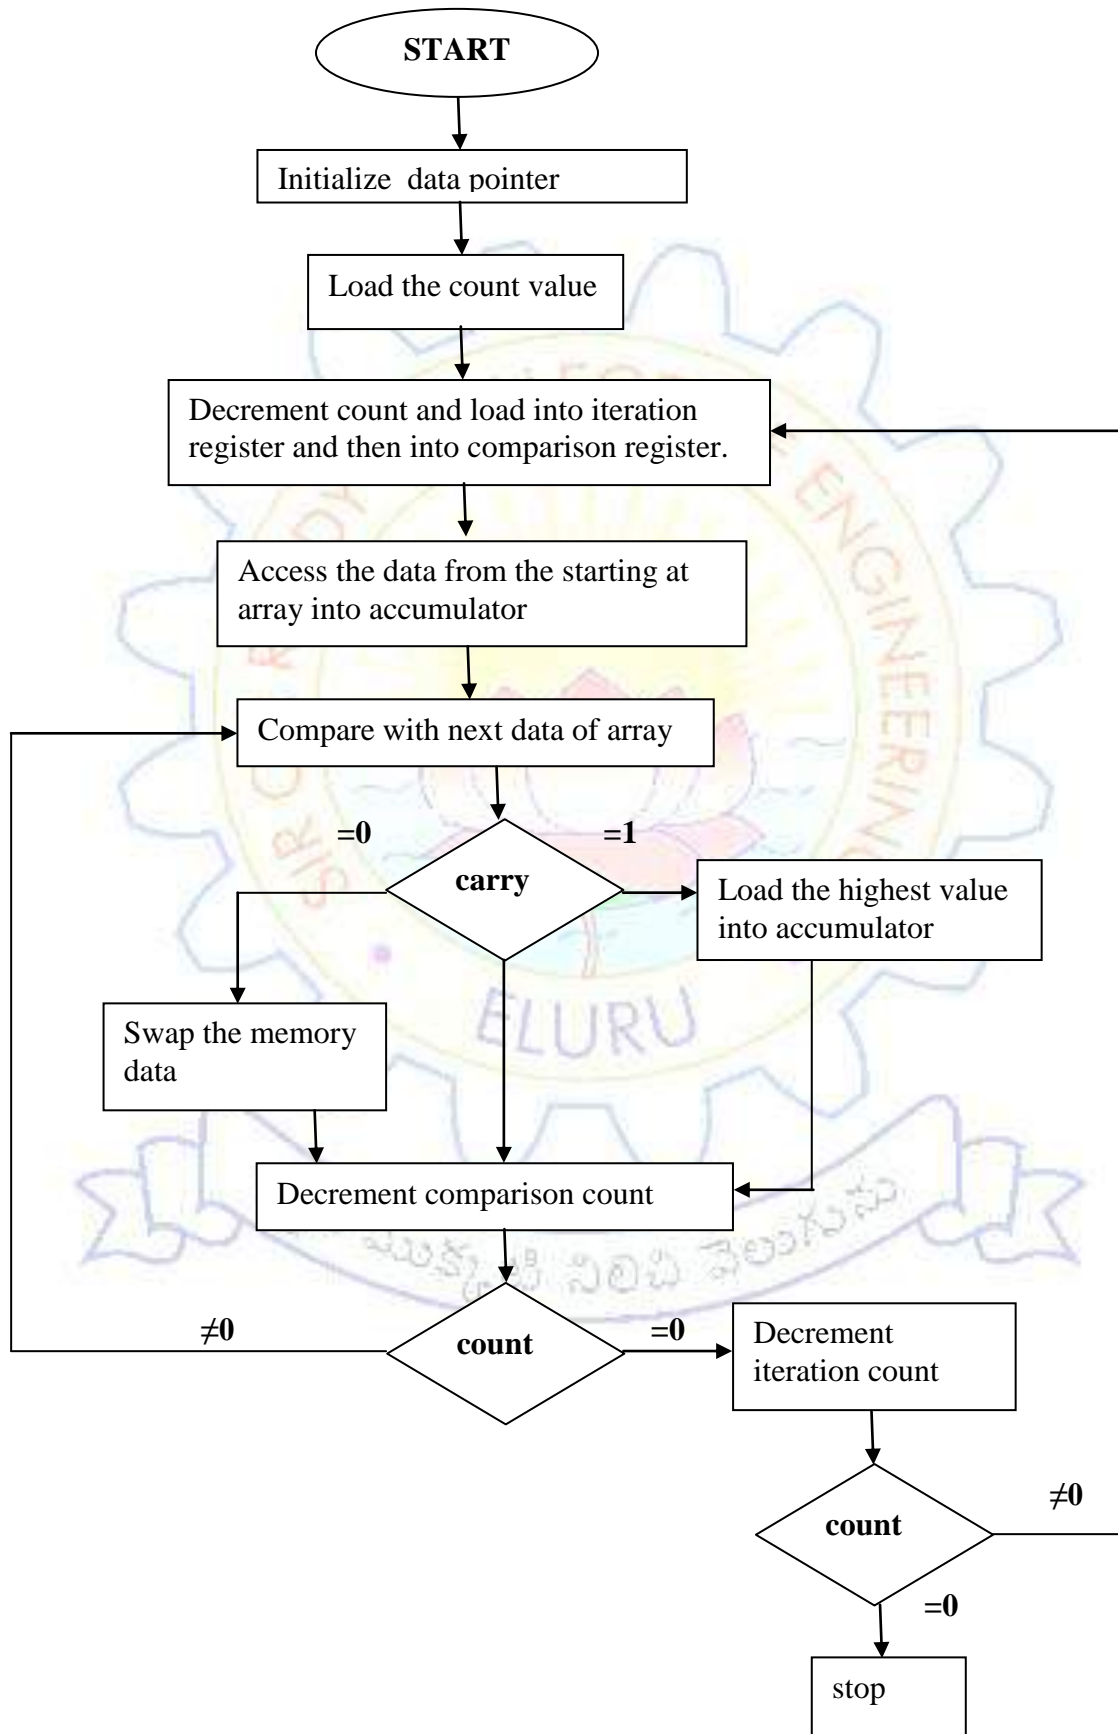 START
Initialize data pointer
Load the count value
Decrement count and load into iteration
register and then into comparison register.
Access the data from the starting at
array into accumulator
Compare with next data of array
=0
=1
carry
Load the highest value
into accumulator
Swap the memory
data
Decrement comparison count
≠0
count
=0
Decrement
iteration count
count
≠0
=0
stop
ENGINEERING
SIR C
ELURU